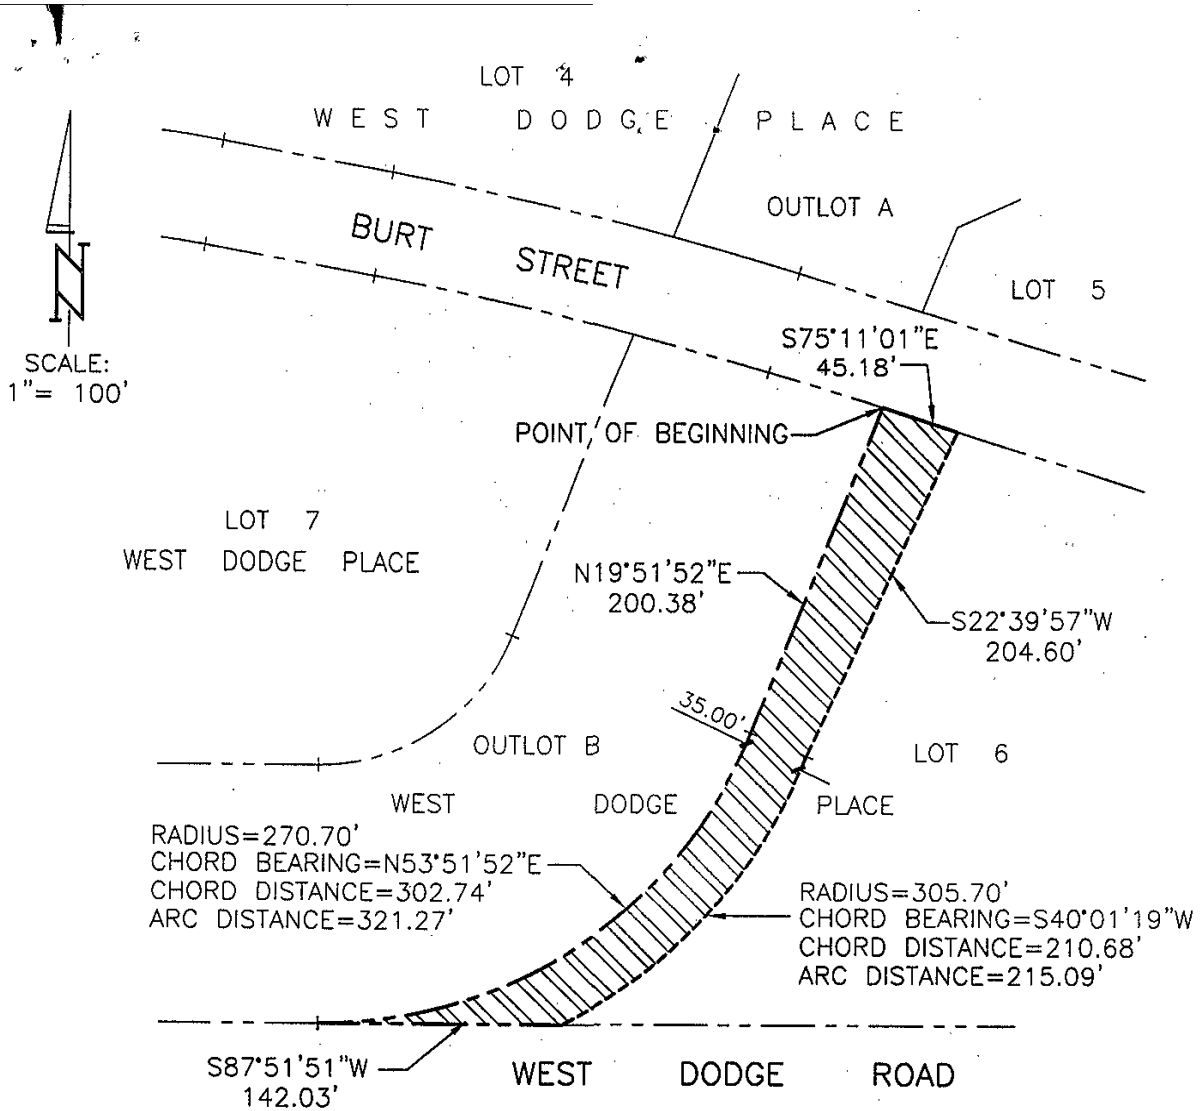 LOT 4
WEST DODGE PLACE
OUTLOT A
BURT STREET
LOT 5
N
SCALE:
1"= 100'
S75°11'01"E
45.18'
POINT OF BEGINNING
LOT 7
WEST DODGE PLACE
N19°51'52"E
200.38'
S22°39'57"W
204.60'
35.00'
OUTLOT B
LOT 6
WEST DODGE PLACE
RADIUS=270.70'
CHORD BEARING=N53°51'52"E
CHORD DISTANCE=302.74'
ARC DISTANCE=321.27'
RADIUS=305.70'
CHORD BEARING=S40°01'19"W
CHORD DISTANCE=210.68'
ARC DISTANCE=215.09'
S87°51'51"W
142.03'
WEST DODGE ROAD